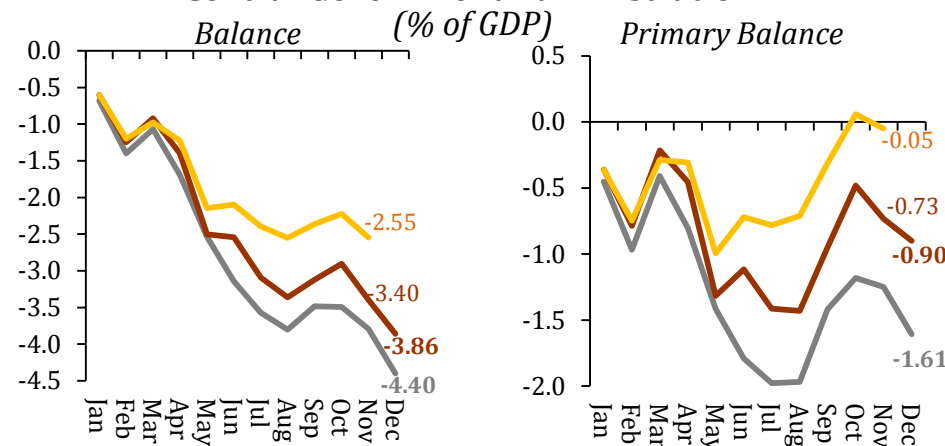 (% of GDP)
Balance
0.0
-0.5
-1.0
-1.5
-2.0
-2.5
-3.0
-3.5
-4.0
-4.5
-2.55
-3.40
-3.86
-4.40
Jan
Feb
Mar
Apr
May
Jun
Jul
Aug
Sep
Oct
Nov
Dec
Primary Balance
0.5
0.0
-0.5
-1.0
-1.5
-2.0
-0.05
-0.73
-0.90
-1.61
Jan
Feb
Mar
Apr
May
Jun
Jul
Aug
Sep
Oct
Nov
Dec